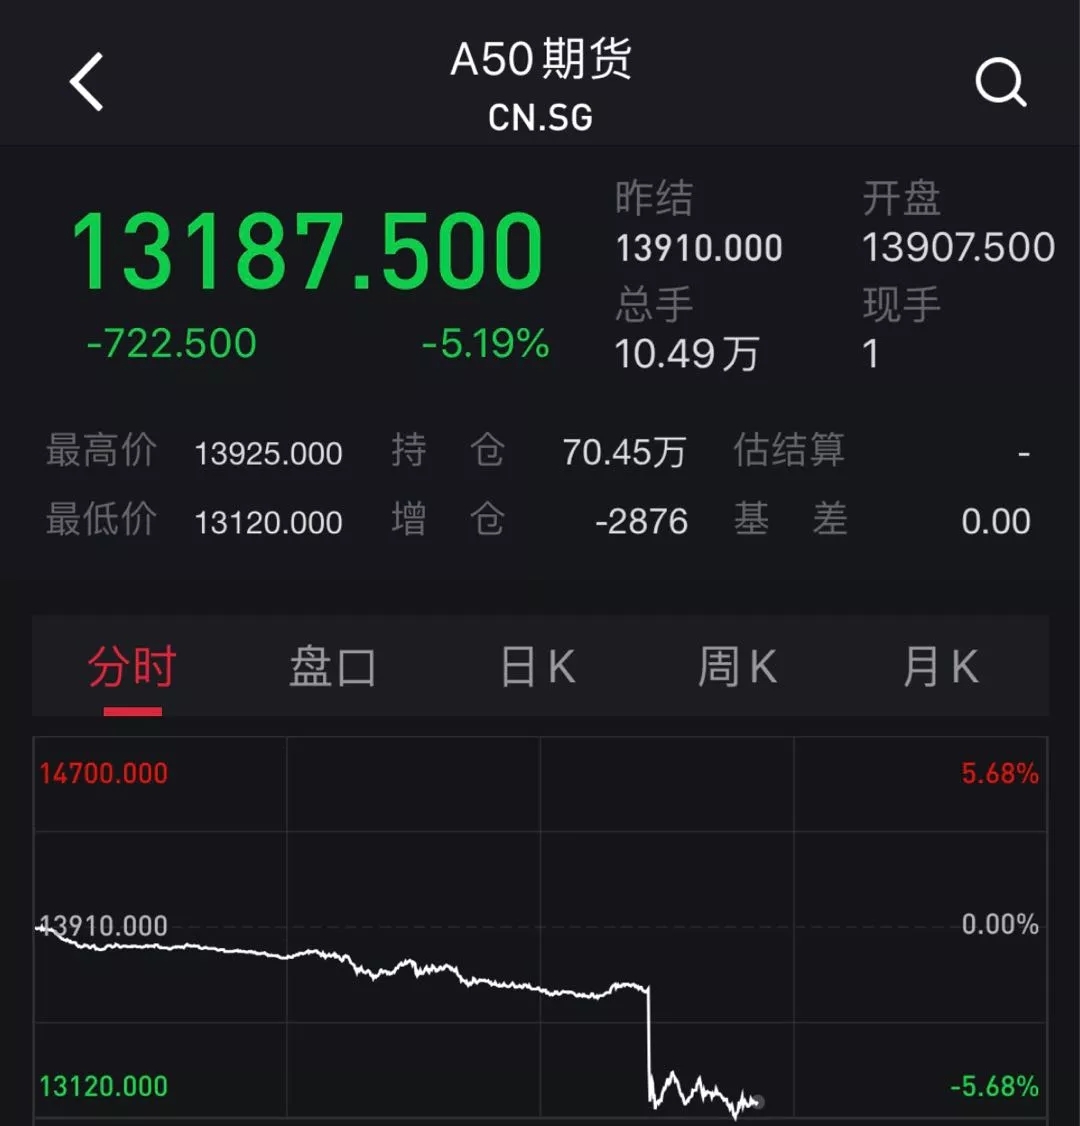 A50期货
CN.SG
13187.500
-722.500 -5.19%
昨结 开盘
13910.000 13907.500
总手 现手
10.49万 1
最高价 13925.000 持 仓 70.45万 估结算 -
最低价 13120.000 增 仓 -2876 基 差 0.00
分时 盘口 日K 周K 月K
14700.000 5.68%
13910.000 0.00%
13120.000 -5.68%